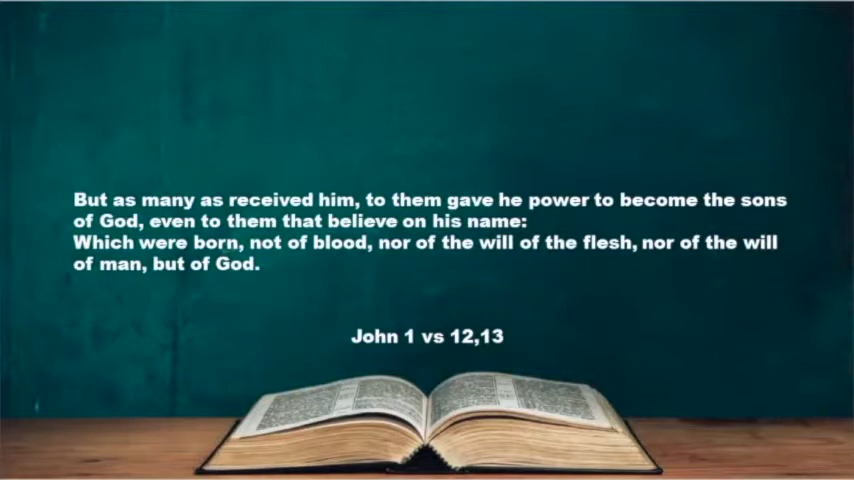 But as many as received him, to them gave he power to become the sons
of God, even to them that believe on his name:
Which were born, not of blood, nor of the will of the flesh, nor of the will
of man, but of God.
John 1 vs 12,13